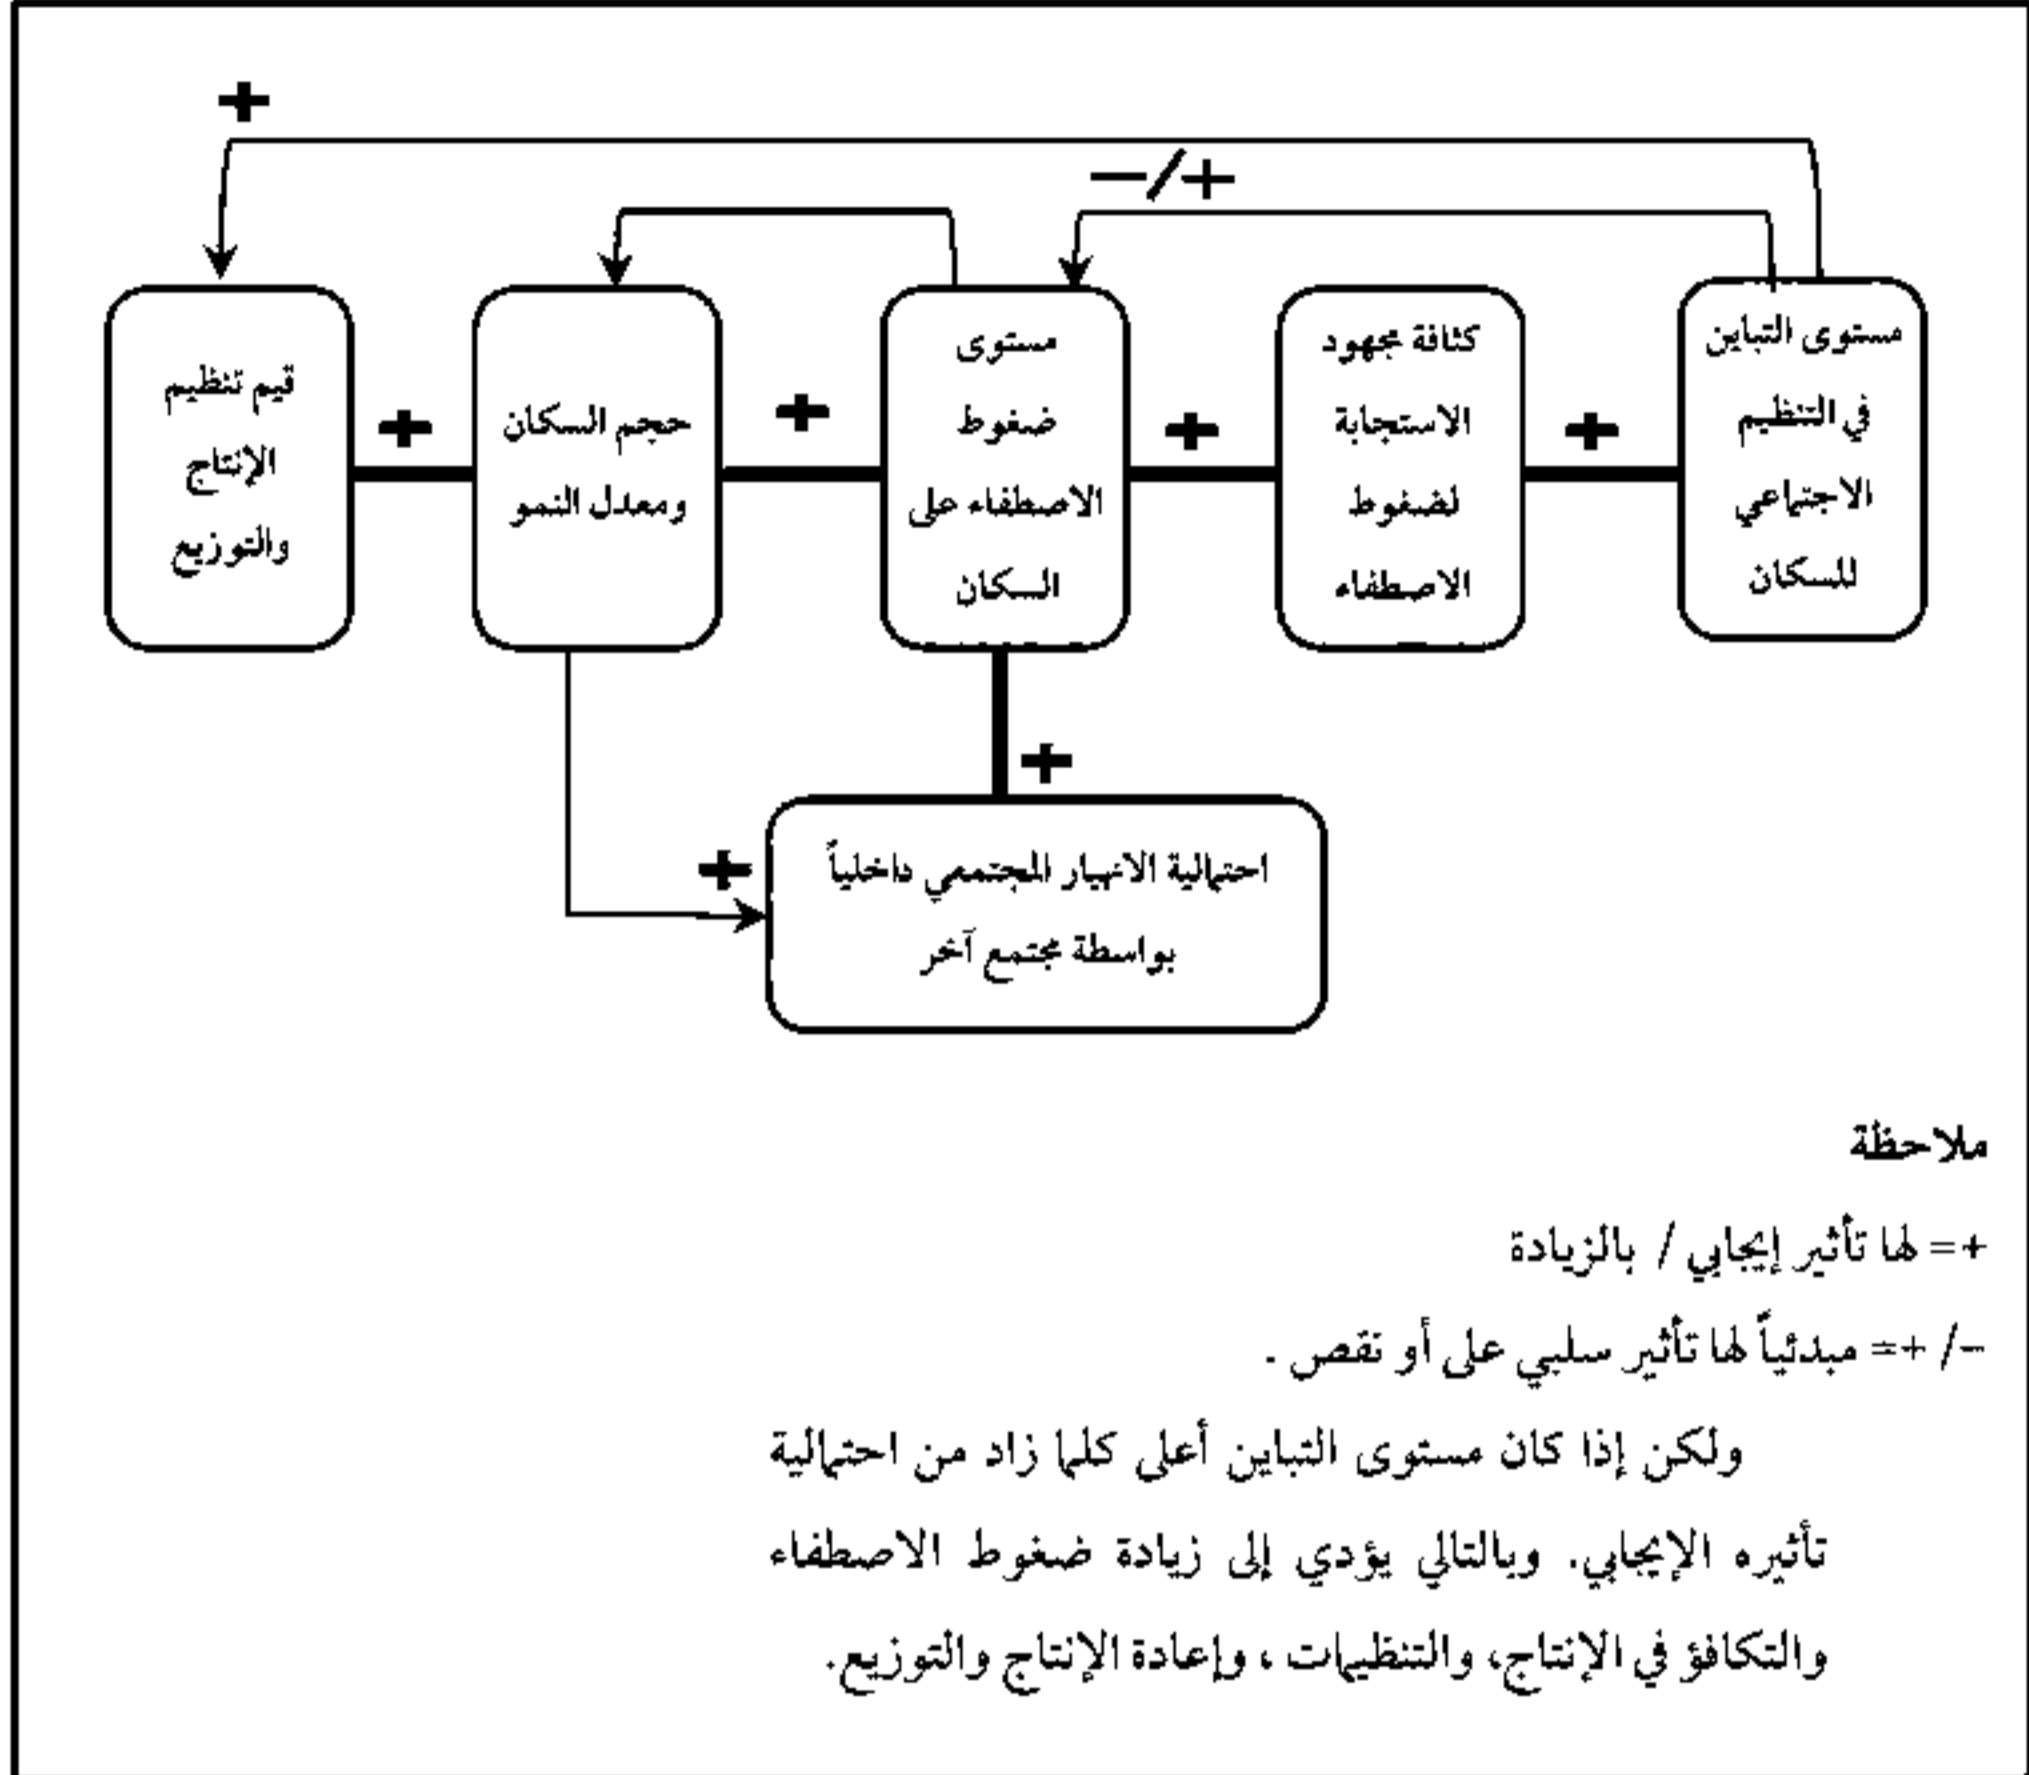 +
+/−
مستوى التباين
في التنظيم
الاجتماعي
للسكان
+
كثافة مجهود
الاستجابة
لضغوط
الاصطفاء
+
مستوى
ضغوط
الاصطفاء على
السكان
+
حجم السكان
ومعدل النمو
+
قيم تنظيم
الإنتاج
والتوزيع
+
+
احتمالية الانهيار المجتمعي داخلياً
بواسطة مجتمع آخر
ملاحظة
+= لها تأثير إيجابي / بالزيادة
−/ += مبدئياً لها تأثير سلبي على أو نقص .
ولكن إذا كان مستوى التباين أعلى كلما زاد من احتمالية
تأثيره الإيجابي. وبالتالي يؤدي إلى زيادة ضغوط الاصطفاء
والتكافؤ في الإنتاج، والتنظيمات ، وإعادة الإنتاج والتوزيع.